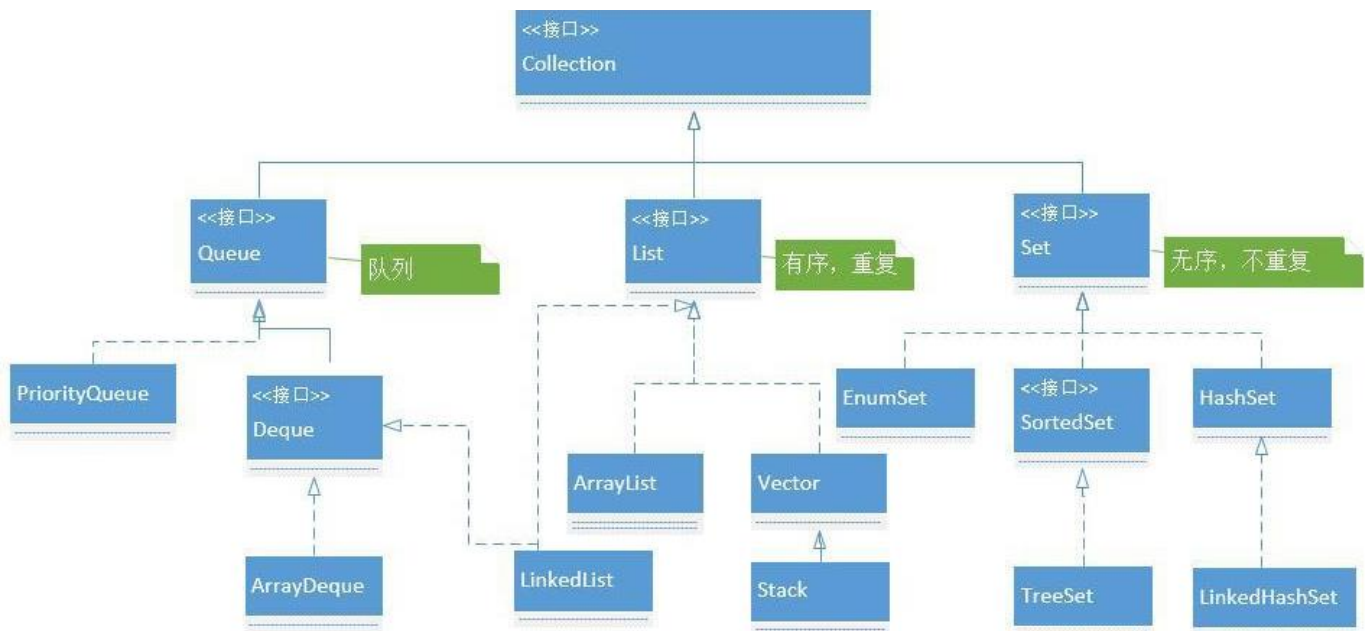 <<接口>>
Collection
<<接口>>
Queue
队列
<<接口>>
List
有序，重复
<<接口>>
Set
无序，不重复
PriorityQueue
<<接口>>
Deque
EnumSet
<<接口>>
SortedSet
HashSet
ArrayList
Vector
ArrayDeque
LinkedList
Stack
TreeSet
LinkedHashSet